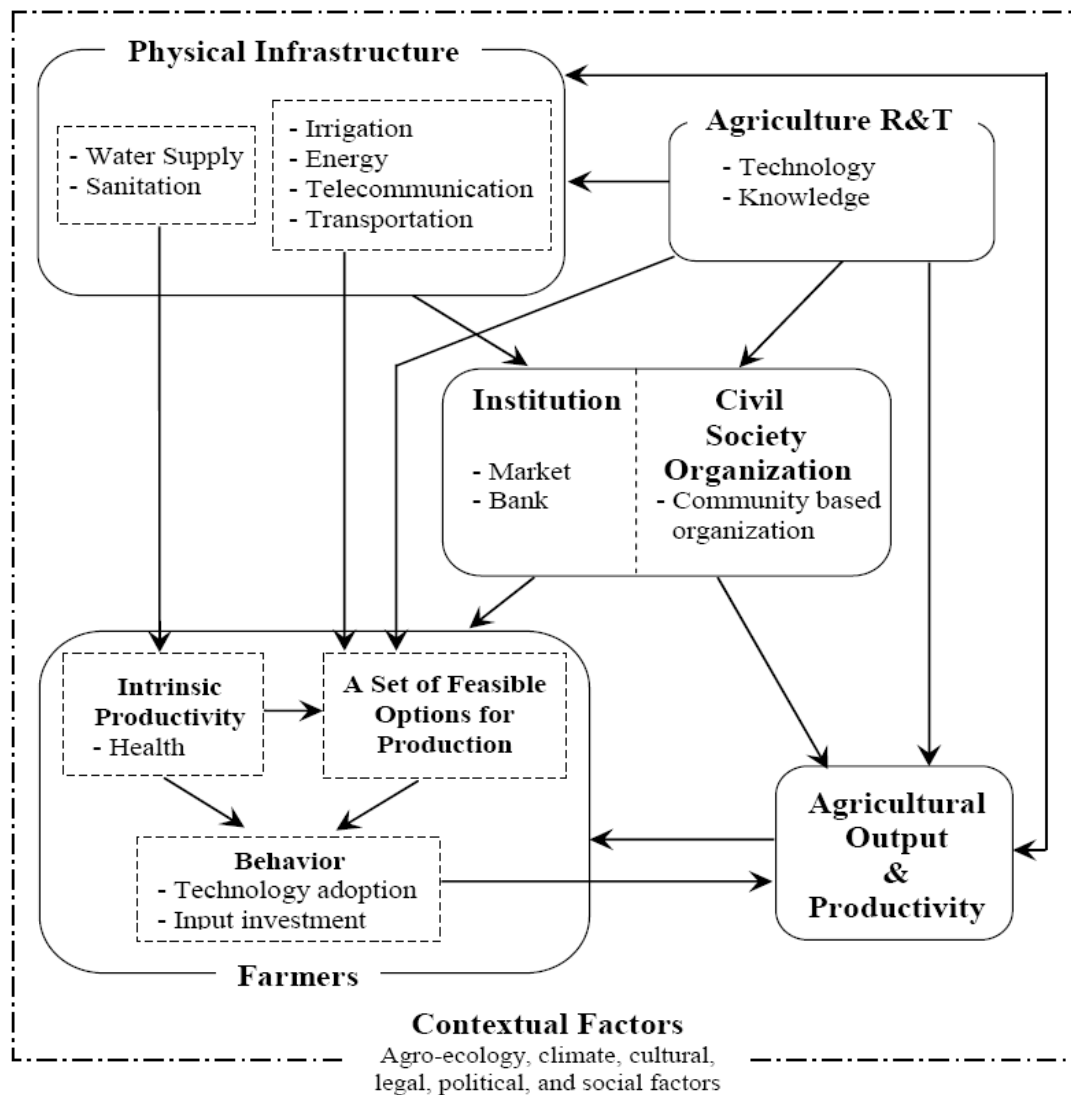 Physical Infrastructure
- Water Supply
- Sanitation
- Irrigation
- Energy
- Telecommunication
- Transportation
Agriculture R&T
- Technology
- Knowledge
Institution
- Market
- Bank
Civil
Society
Organization
- Community based
organization
Intrinsic
Productivity
- Health
A Set of Feasible
Options for
Production
Behavior
- Technology adoption
- Input investment
Farmers
Agricultural
Output
&
Productivity
Contextual Factors
Agro-ecology, climate, cultural,
legal, political, and social factors